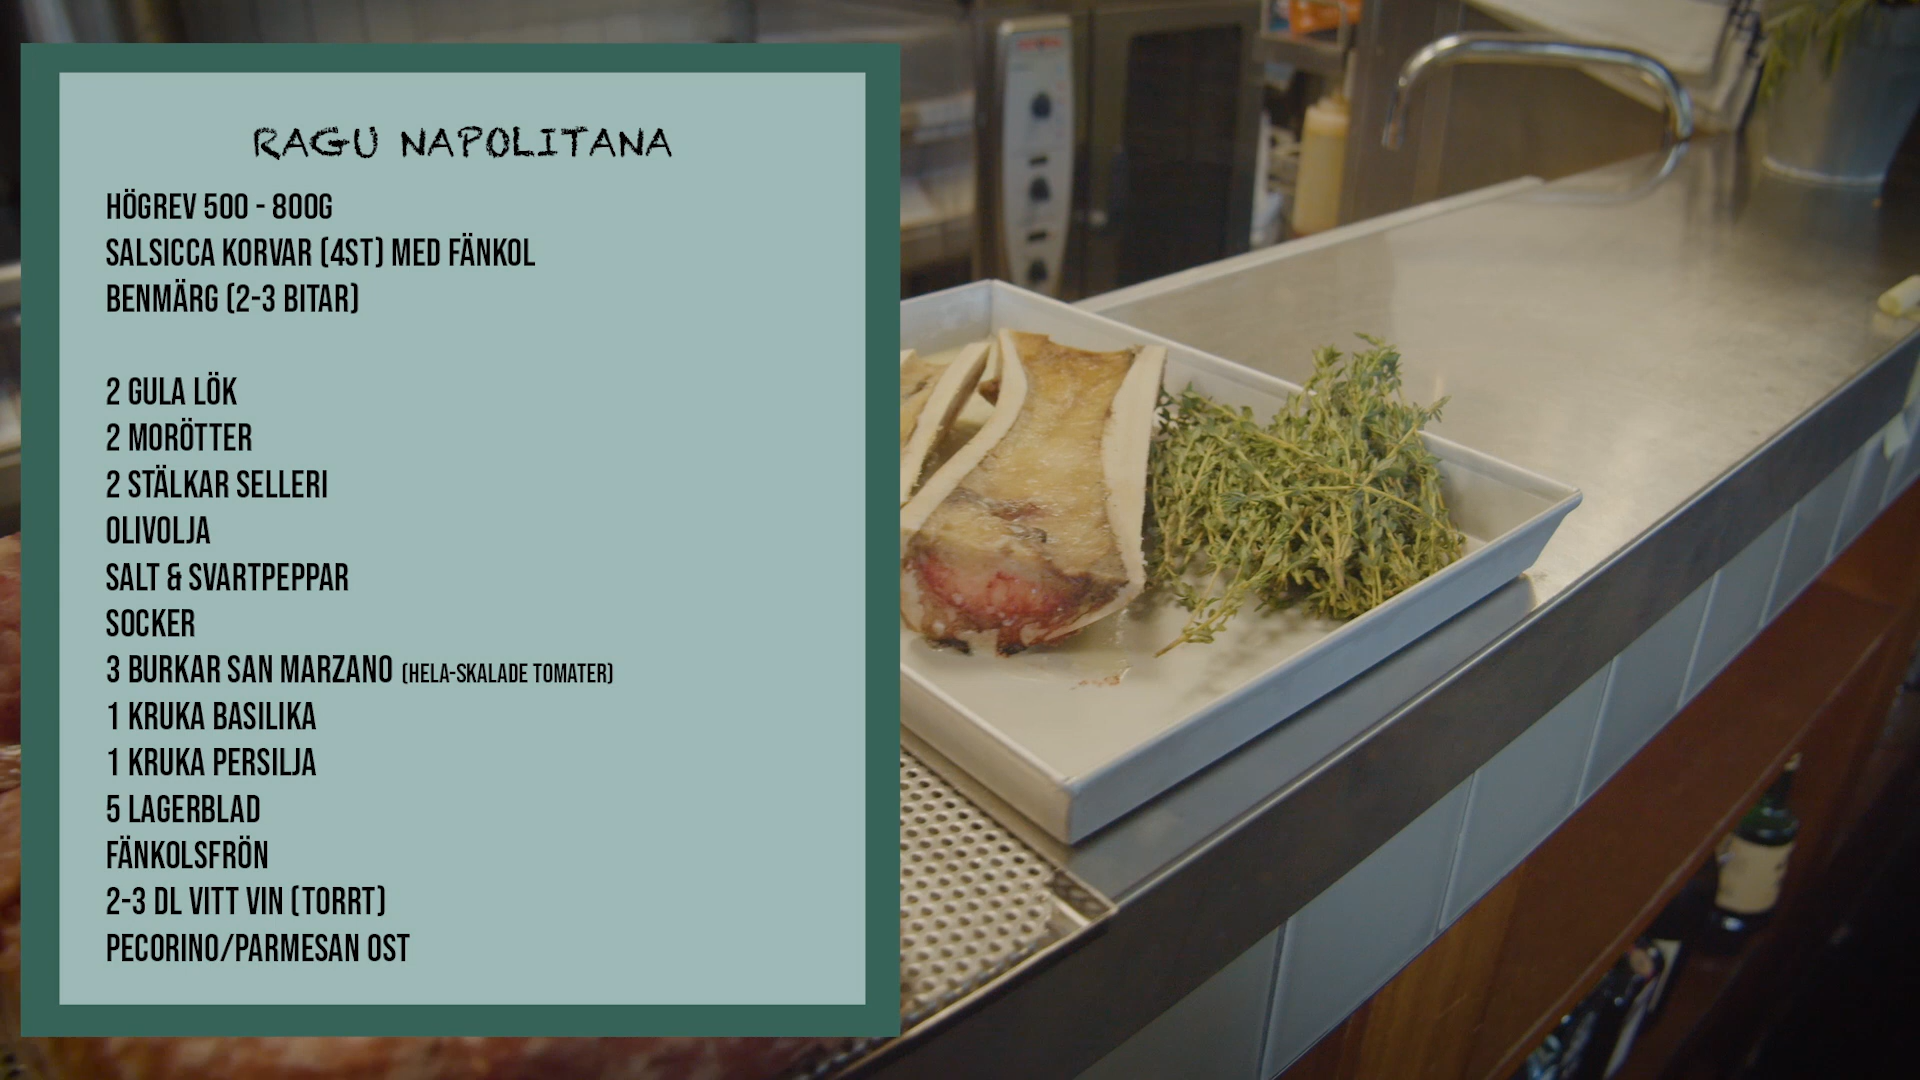 RAGU NAPOLITANA
HÖGREV 500 - 800G
SALSICCA KORVAR (4ST) MED FÄNKOL
BENMÄRG (2-3 BITAR)
2 GULA LÖK
2 MORÖTTER
2 STÄLKAR SELLERI
OLIVOLJA
SALT & SVARTPEPPAR
SOCKER
3 BURKAR SAN MARZANO (HELA-SKALADE TOMATER)
1 KRUKA BASILIKA
1 KRUKA PERSILJA
5 LAGERBLAD
FÄNKOLSFRÖN
2-3 DL VITT VIN (TORRT)
PECORINO/PARMESAN OST